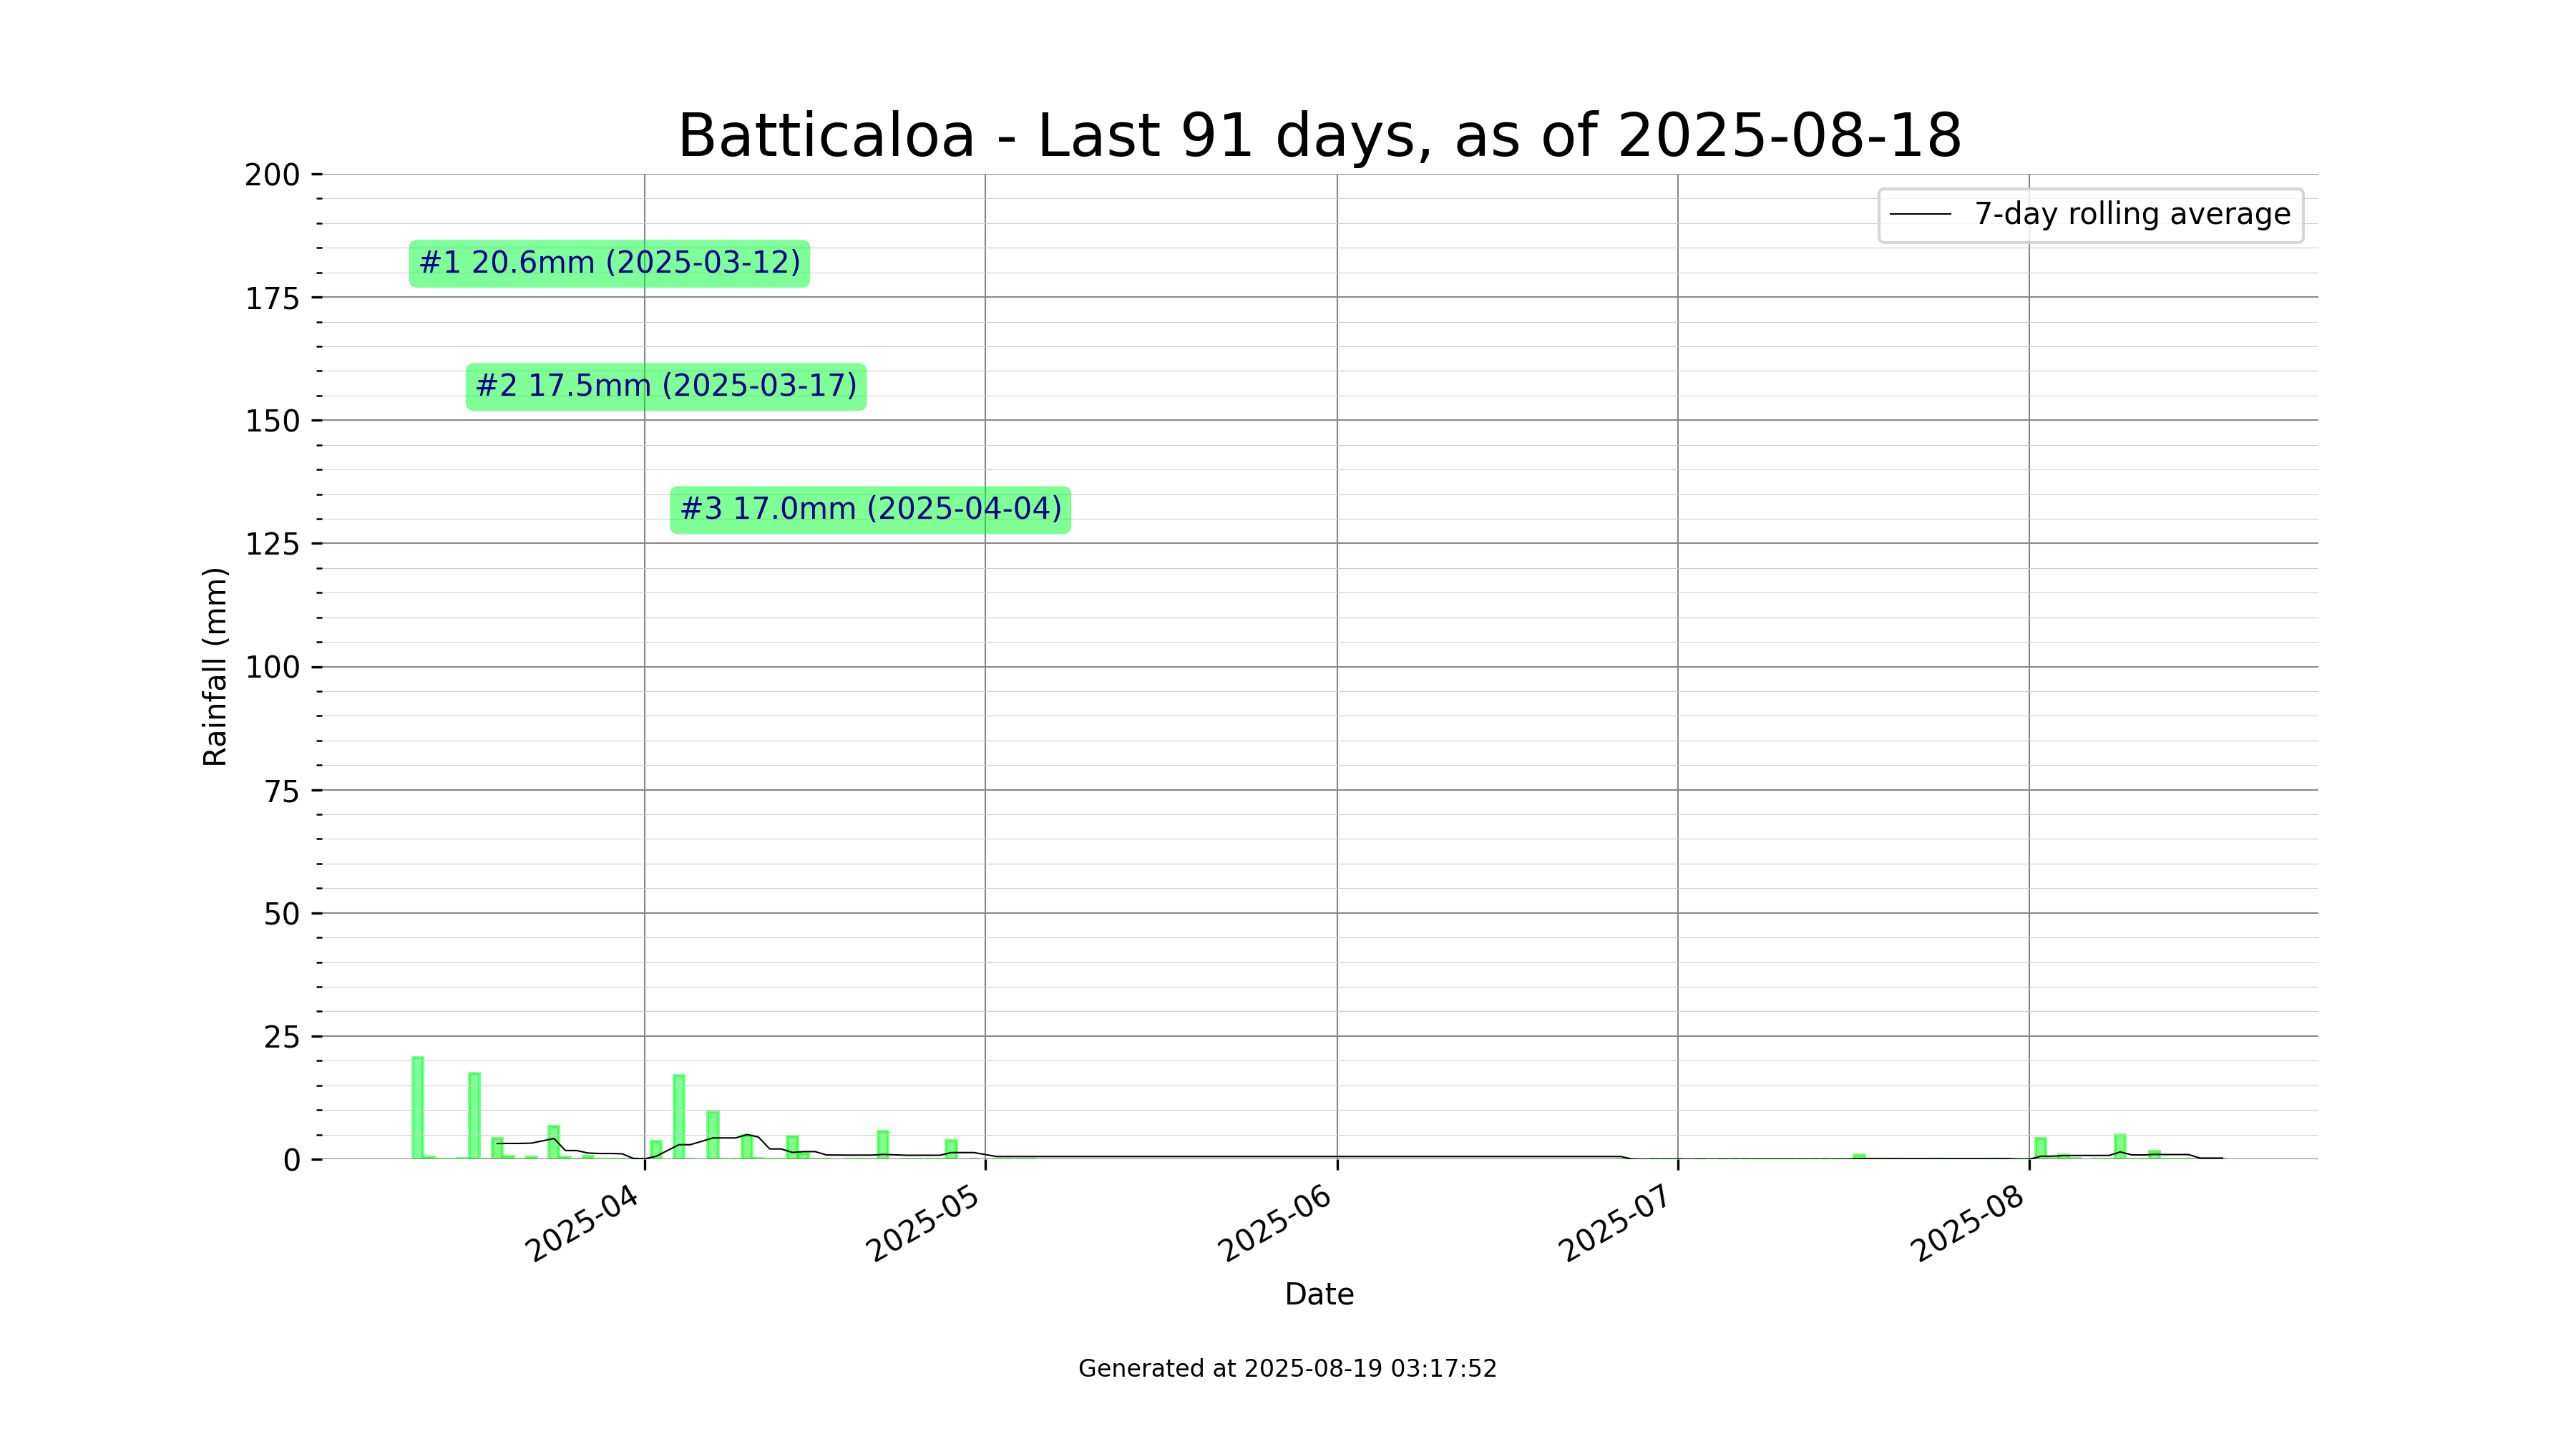 Batticaloa - Last 91 days, as of 2025-08-18
200
7-day rolling average
#1 20.6mm (2025-03-12)
175
#2 17.5mm (2025-03-17)
150
#3 17.0mm (2025-04-04)
125
Rainfall (mm)
100
75
50
25
0
2025-04
2025-05
2025-06
2025-07
2025-08
Date
Generated at 2025-08-19 03:17:52